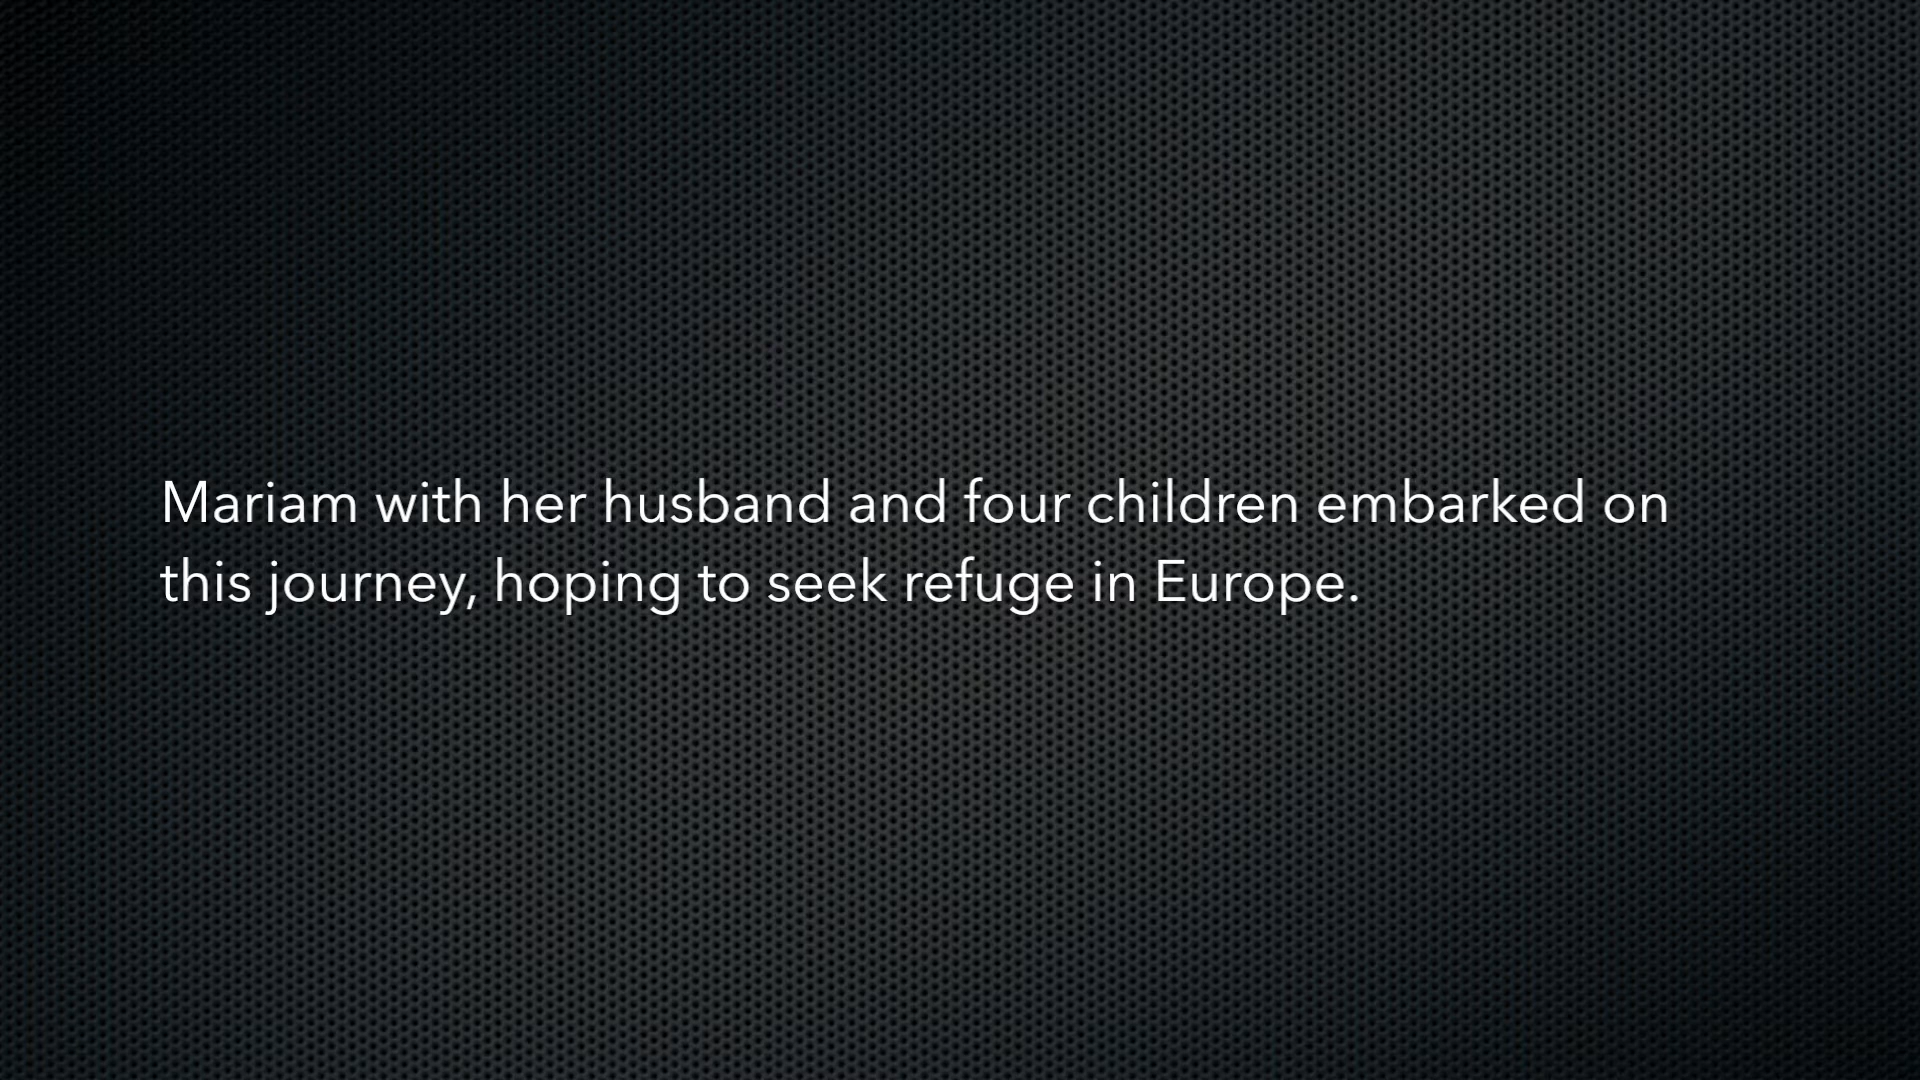 Mariam with her husband and four children embarked on
this journey, hoping to seek refuge in Europe.